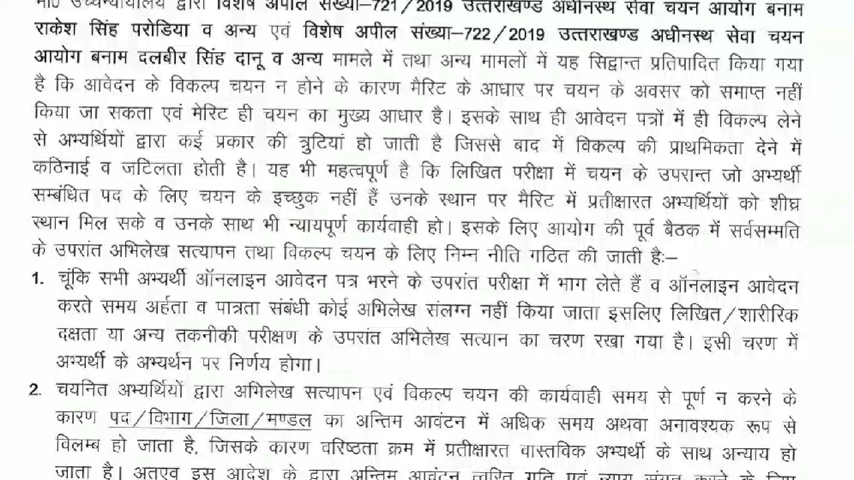 मा0 उच्चन्यायालय द्वारा विशेष अपील संख्या-721/2019 उत्तराखण्ड अधीनस्थ सेवा चयन आयोग बनाम
राकेश सिंह परोडिया व अन्य एवं विशेष अपील संख्या-722/2019 उत्तराखण्ड अधीनस्थ सेवा चयन
आयोग बनाम दलबीर सिंह दानू व अन्य मामले में तथा अन्य मामलों में यह सिद्वान्त प्रतिपादित किया गया
है कि आवेदन के विकल्प चयन न होने के कारण मैरिट के आधार पर चयन के अवसर को समाप्त नहीं
किया जा सकता एवं मेरिट ही चयन का मुख्य आधार है। इसके साथ ही आवेदन पत्रों में ही विकल्प लेने
से अभ्यर्थियों द्वारा कई प्रकार की त्रुटियां हो जाती है जिससे बाद में विकल्प की प्राथमिकता देने में
कठिनाई व जटिलता होती है। यह भी महत्वपूर्ण है कि लिखित परीक्षा में चयन के उपरान्त जो अभ्यर्थी
सम्बंधित पद के लिए चयन के इच्छुक नहीं हैं उनके स्थान पर मैरिट में प्रतीक्षारत अभ्यर्थियों को शीघ्र
स्थान मिल सके व उनके साथ भी न्यायपूर्ण कार्यवाही हो। इसके लिए आयोग की पूर्व बैठक में सर्वसम्मति
के उपरांत अभिलेख सत्यापन तथा विकल्प चयन के लिए निम्न नीति गठित की जाती है:–
1. चूंकि सभी अभ्यर्थी ऑनलाइन आवेदन पत्र भरने के उपरांत परीक्षा में भाग लेते हैं व ऑनलाइन आवेदन
करते समय अर्हता व पात्रता संबंधी कोई अभिलेख संलग्न नहीं किया जाता इसलिए लिखित/शारीरिक
दक्षता या अन्य तकनीकी परीक्षण के उपरांत अभिलेख सत्यान का चरण रखा गया है। इसी चरण में
अभ्यर्थी के अभ्यर्थन पर निर्णय होगा।
2. चयनित अभ्यर्थियों द्वारा अभिलेख सत्यापन एवं विकल्प चयन की कार्यवाही समय से पूर्ण न करने के
कारण पद/विभाग/जिला/मण्डल का अन्तिम आवंटन में अधिक समय अथवा अनावश्यक रूप से
विलम्ब हो जाता है, जिसके कारण वरिष्ठता क्रम में प्रतीक्षारत वास्तविक अभ्यर्थी के साथ अन्याय हो
जाता है। अतएव इस आदेश के द्वारा अन्तिम आवंटन त्वरित गति एवं न्याय संगत करने के लिए